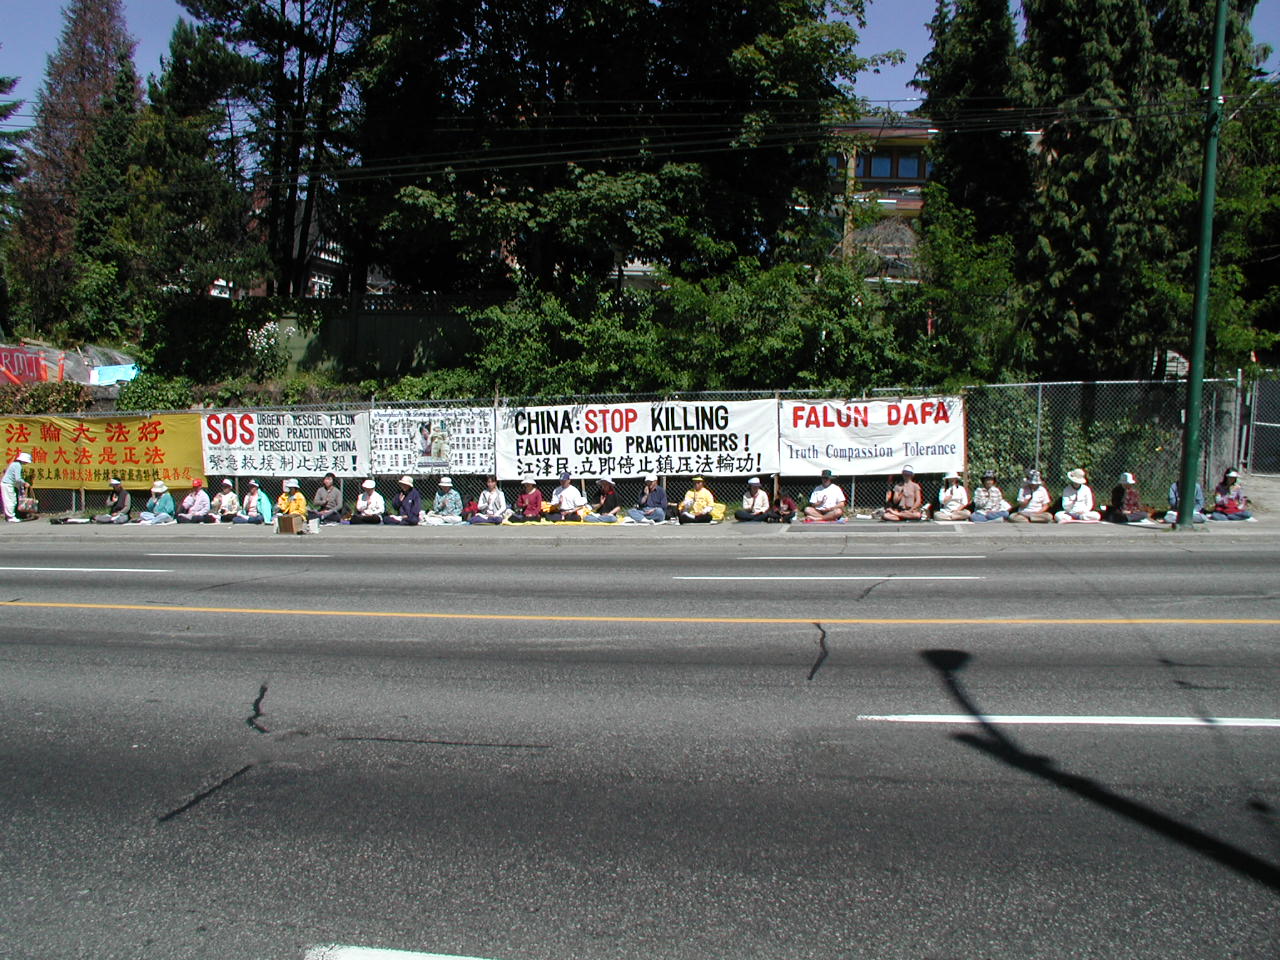 法輪大法好
法輪大法是正法
SOS
URGENT: RESCUE FALUN
GONG PRACTITIONERS
PERSECUTED IN CHINA
緊急救援制止虐殺！
CHINA: STOP KILLING
FALUN GONG PRACTITIONERS!
江泽民:立即停止鎮压法輪功!
FALUN DAFA
Truth Compassion Tolerance